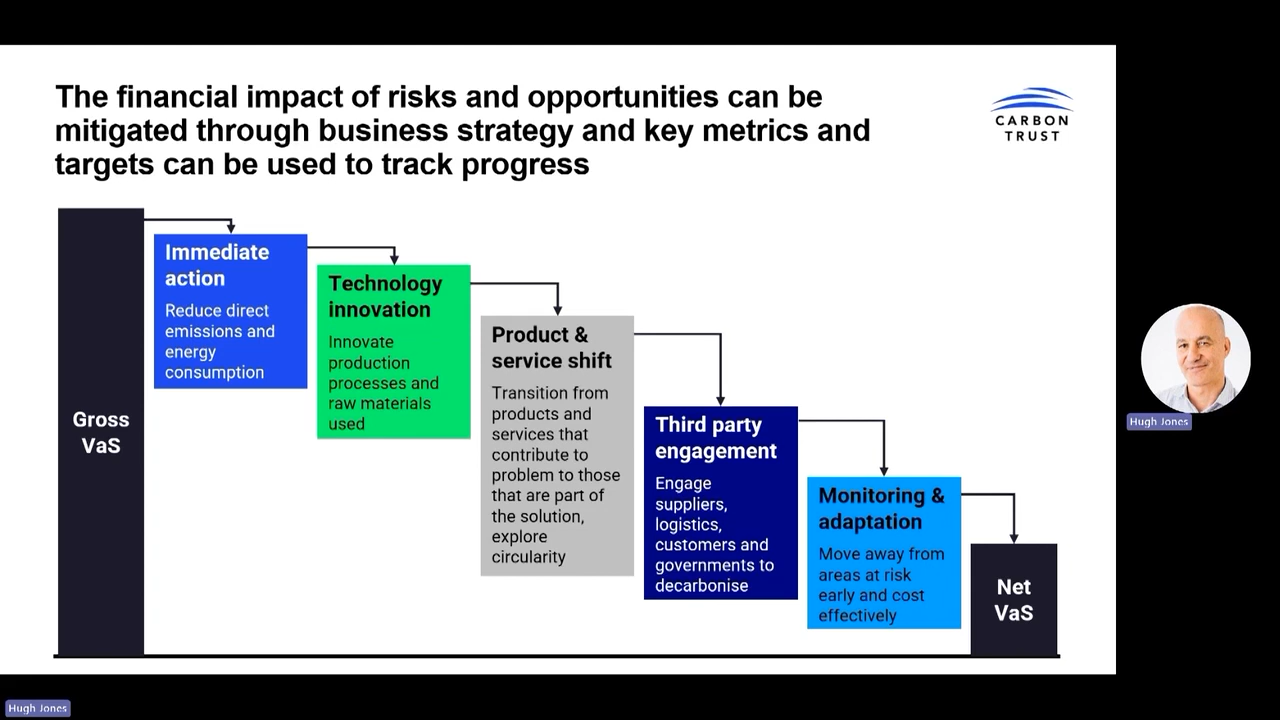 The financial impact of risks and opportunities can be
mitigated through business strategy and key metrics and
targets can be used to track progress
CARBON
TRUST
Gross
VaS
Immediate
action
Reduce direct
emissions and
energy
consumption
Technology
innovation
Innovate
production
processes and
raw materials
used
Product &
service shift
Transition from
products and
services that
contribute to
problem to those
that are part of
the solution,
explore
circularity
Third party
engagement
Engage
suppliers,
logistics,
customers and
governments to
decarbonise
Monitoring &
adaptation
Move away from
areas at risk
early and cost
effectively
Net
VaS
Hugh Jones
Hugh Jones